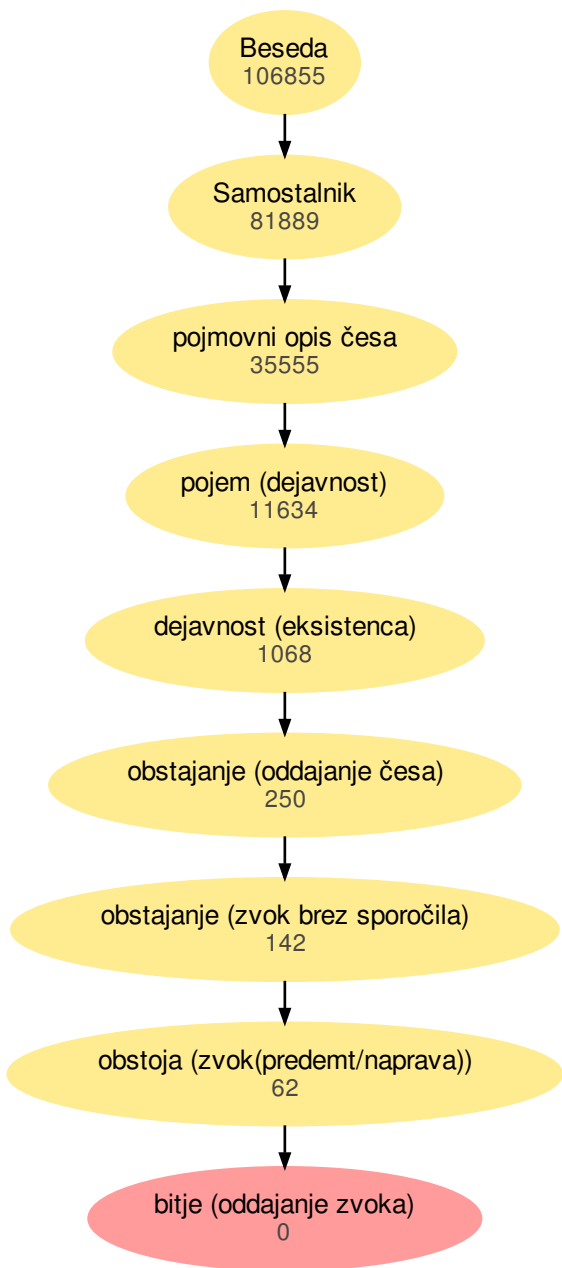 Beseda
106855
Samostalnik
81889
pojmovni opis česa
35555
pojem (dejavnost)
11634
dejavnost (eksistenca)
1068
obstajanje (oddajanje česa)
250
obstajanje (zvok brez sporočila)
142
obstoja (zvok(predemt/naprava))
62
bitje (oddajanje zvoka)
0